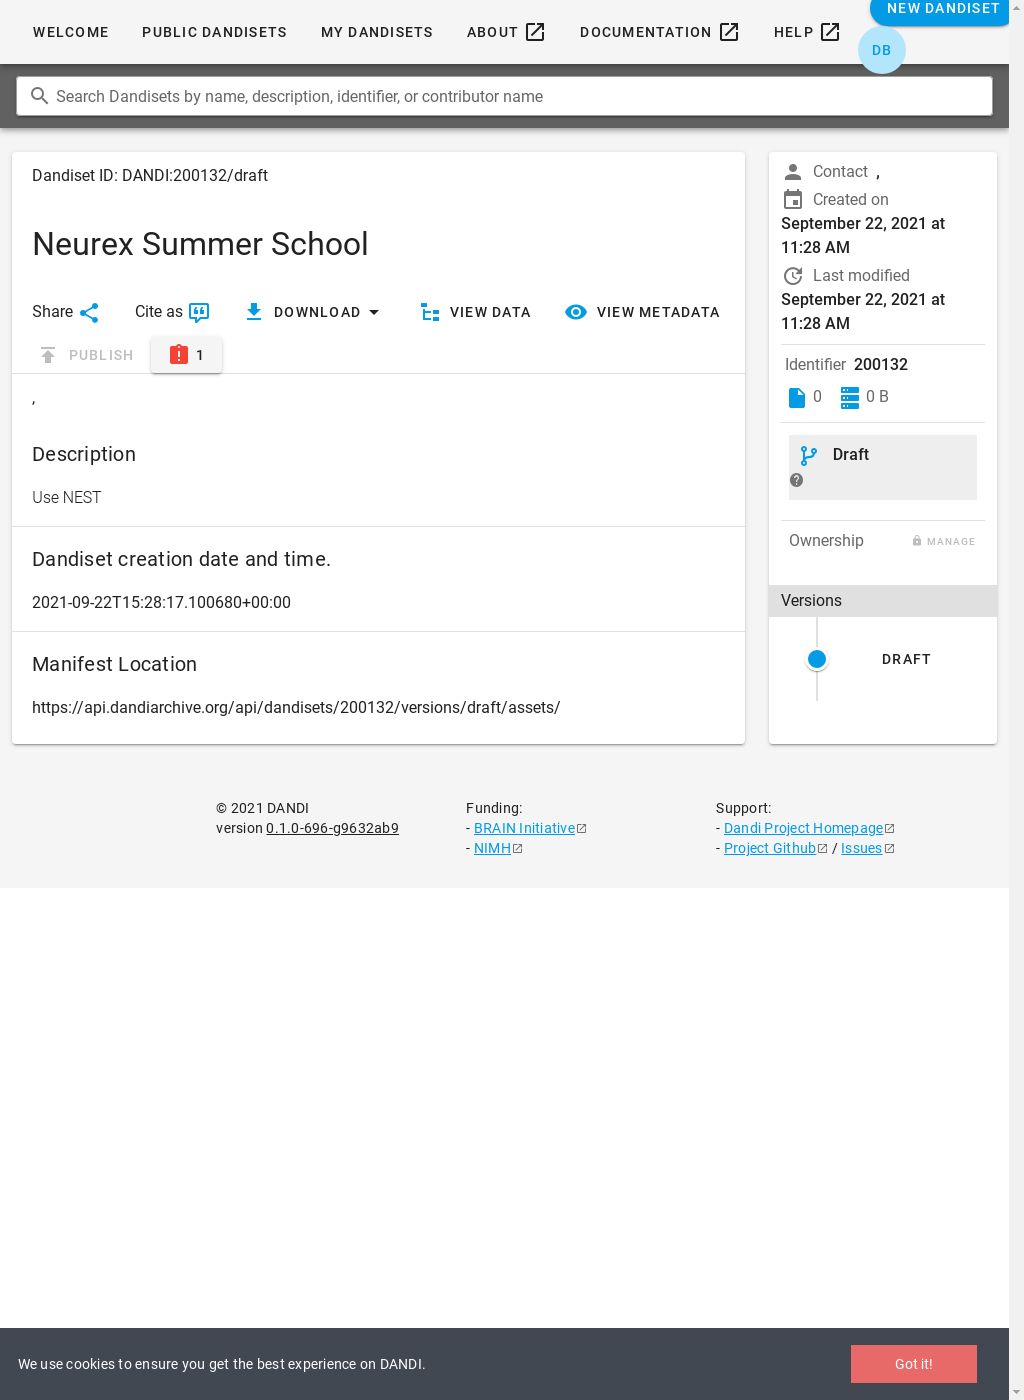 WELCOME PUBLIC DANDISETS MY DANDISETS ABOUT DOCUMENTATION HELP NEW DANDISET
DB
Search Dandisets by name, description, identifier, or contributor name
Dandiset ID: DANDI:200132/draft
Neurex Summer School
Share Cite as DOWNLOAD VIEW DATA VIEW METADATA
PUBLISH 1
,
Description
Use NEST
Dandiset creation date and time.
2021-09-22T15:28:17.100680+00:00
Manifest Location
https://api.dandiarchive.org/api/dandisets/200132/versions/draft/assets/
Contact ,
Created on
September 22, 2021 at
11:28 AM
Last modified
September 22, 2021 at
11:28 AM
Identifier 200132
0 0 B
Draft
Ownership MANAGE
Versions
DRAFT
© 2021 DANDI
version 0.1.0-696-g9632ab9
Funding:
- BRAIN Initiative
- NIMH
Support:
- Dandi Project Homepage
- Project Github / Issues
We use cookies to ensure you get the best experience on DANDI.
Got it!